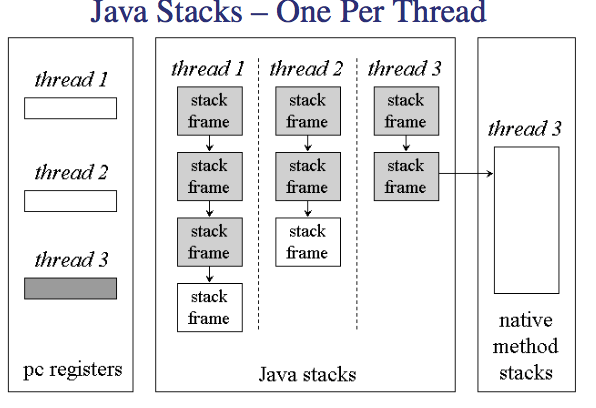 Java Stacks – One Per Thread
thread 1
thread 2
thread 3
pc registers
thread 1
stack
frame
stack
frame
stack
frame
stack
frame
thread 2
stack
frame
stack
frame
stack
frame
thread 3
stack
frame
stack
frame
Java stacks
thread 3
native
method
stacks